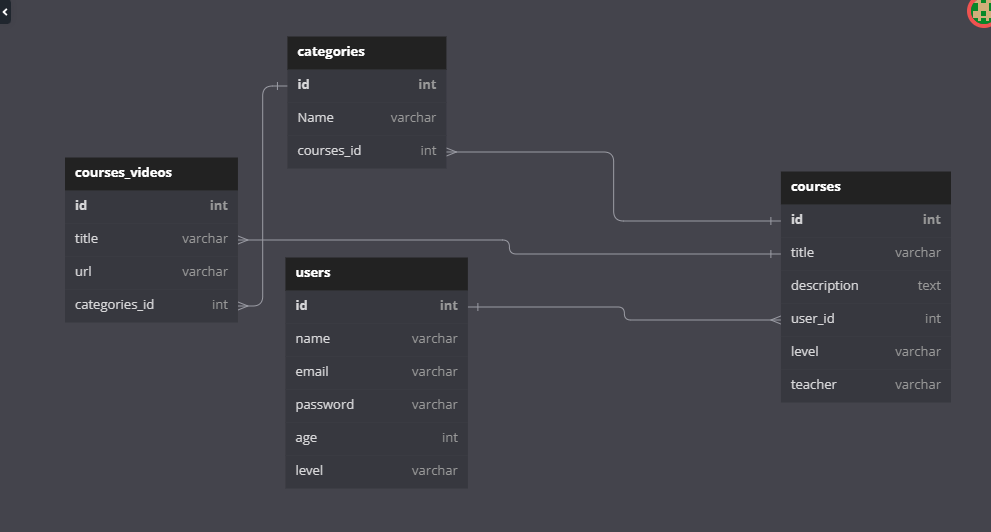 categories
id int
Name varchar
courses_id int
courses_videos
id int
title varchar
url varchar
categories_id int
users
id int
name varchar
email varchar
password varchar
age int
level varchar
courses
id int
title varchar
description text
user_id int
level varchar
teacher varchar